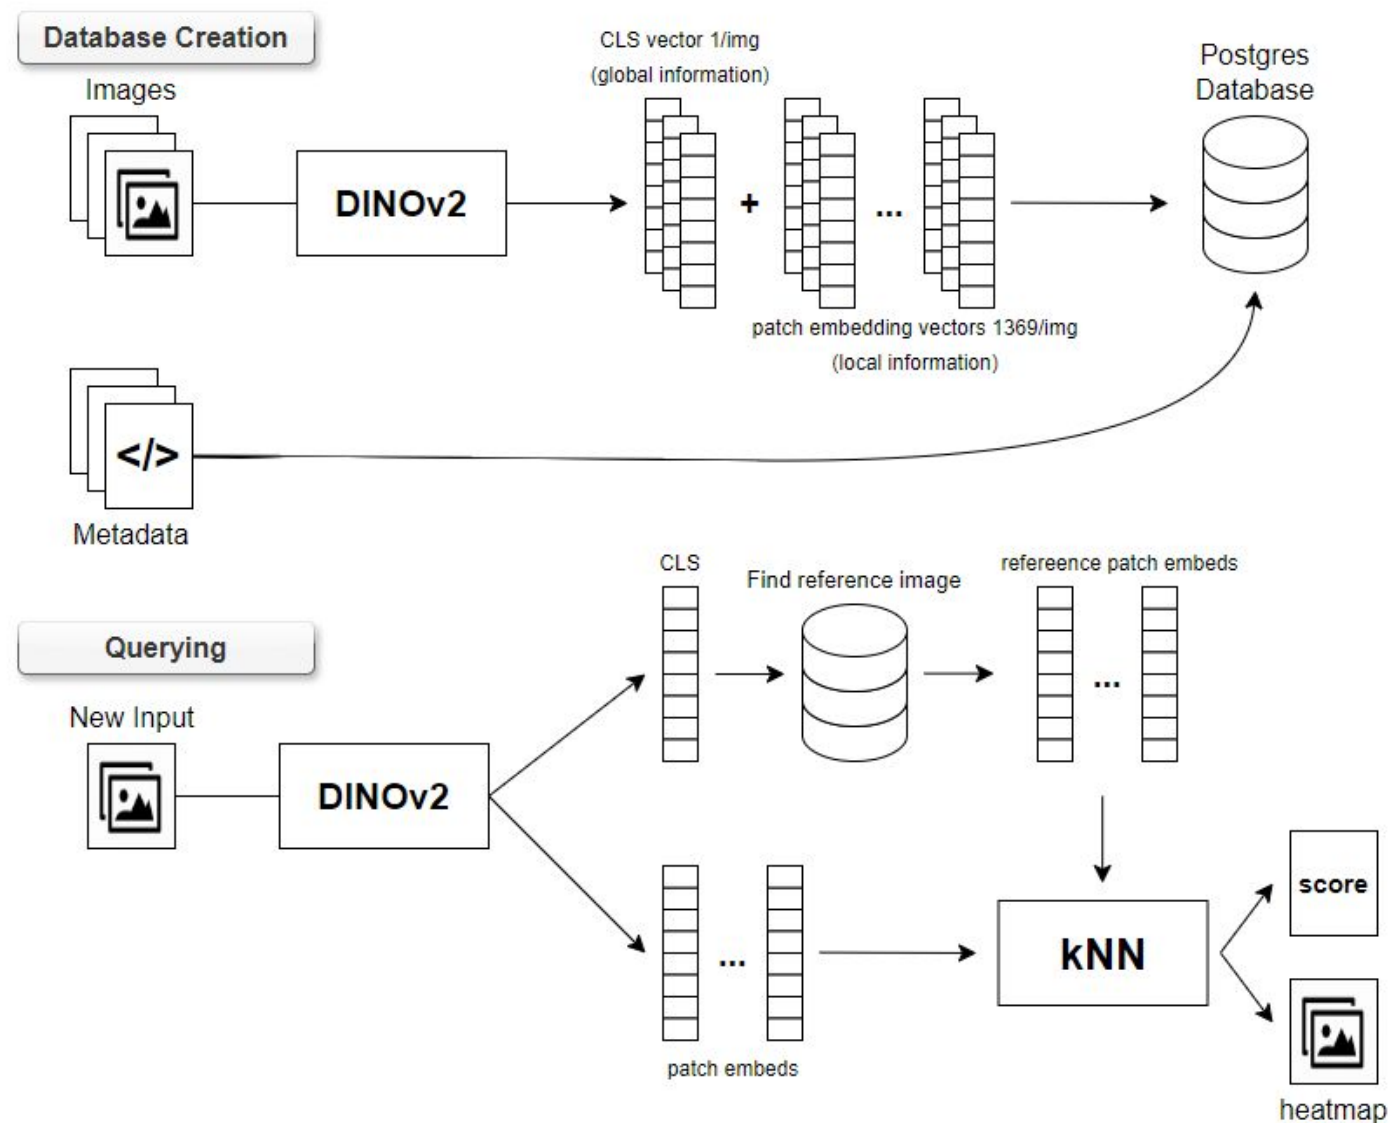 Database Creation
Images
CLS vector 1/img
(global information)
Postgres
Database
DINOv2
+
...
patch embedding vectors 1369/img
(local information)
</>
Metadata
Querying
New Input
DINOv2
CLS
Find reference image
refereence patch embeds
...
...
patch embeds
kNN
score
heatmap